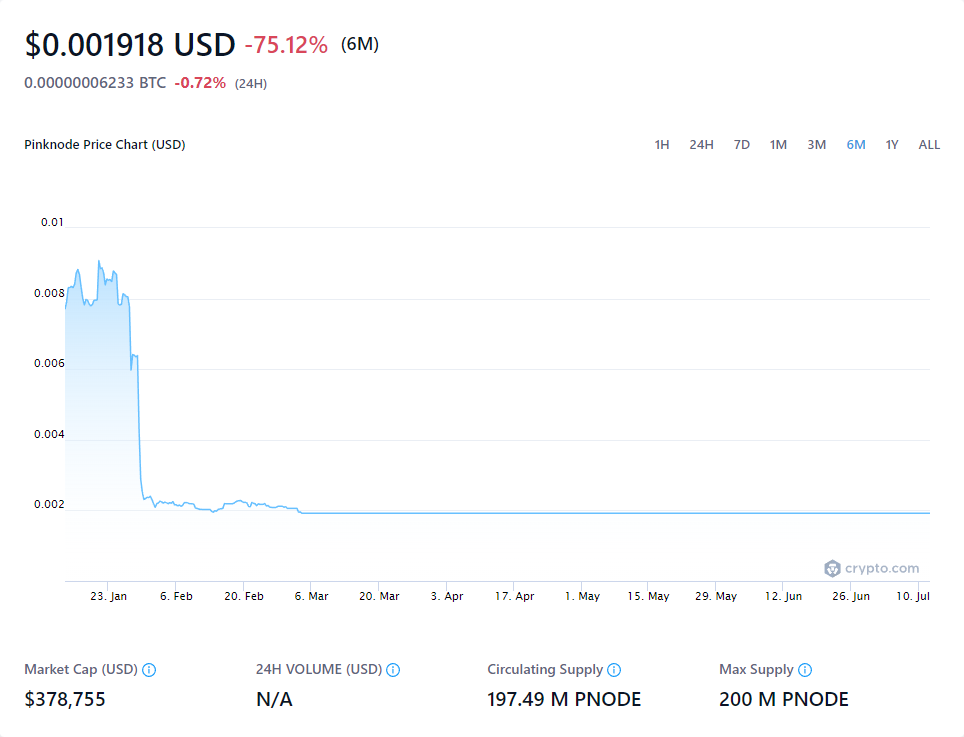 $0.001918 USD -75.12% (6M)
0.00000006233 BTC -0.72% (24H)
Pinknode Price Chart (USD)
1H 24H 7D 1M 3M 6M 1Y ALL
0.01
0.008
0.006
0.004
0.002
crypto.com
23. Jan 6. Feb 20. Feb 6. Mar 20. Mar 3. Apr 17. Apr 1. May 15. May 29. May 12. Jun 26. Jun 10. Jul
Market Cap (USD) 24H VOLUME (USD) Circulating Supply Max Supply
$378,755 N/A 197.49 M PNODE 200 M PNODE